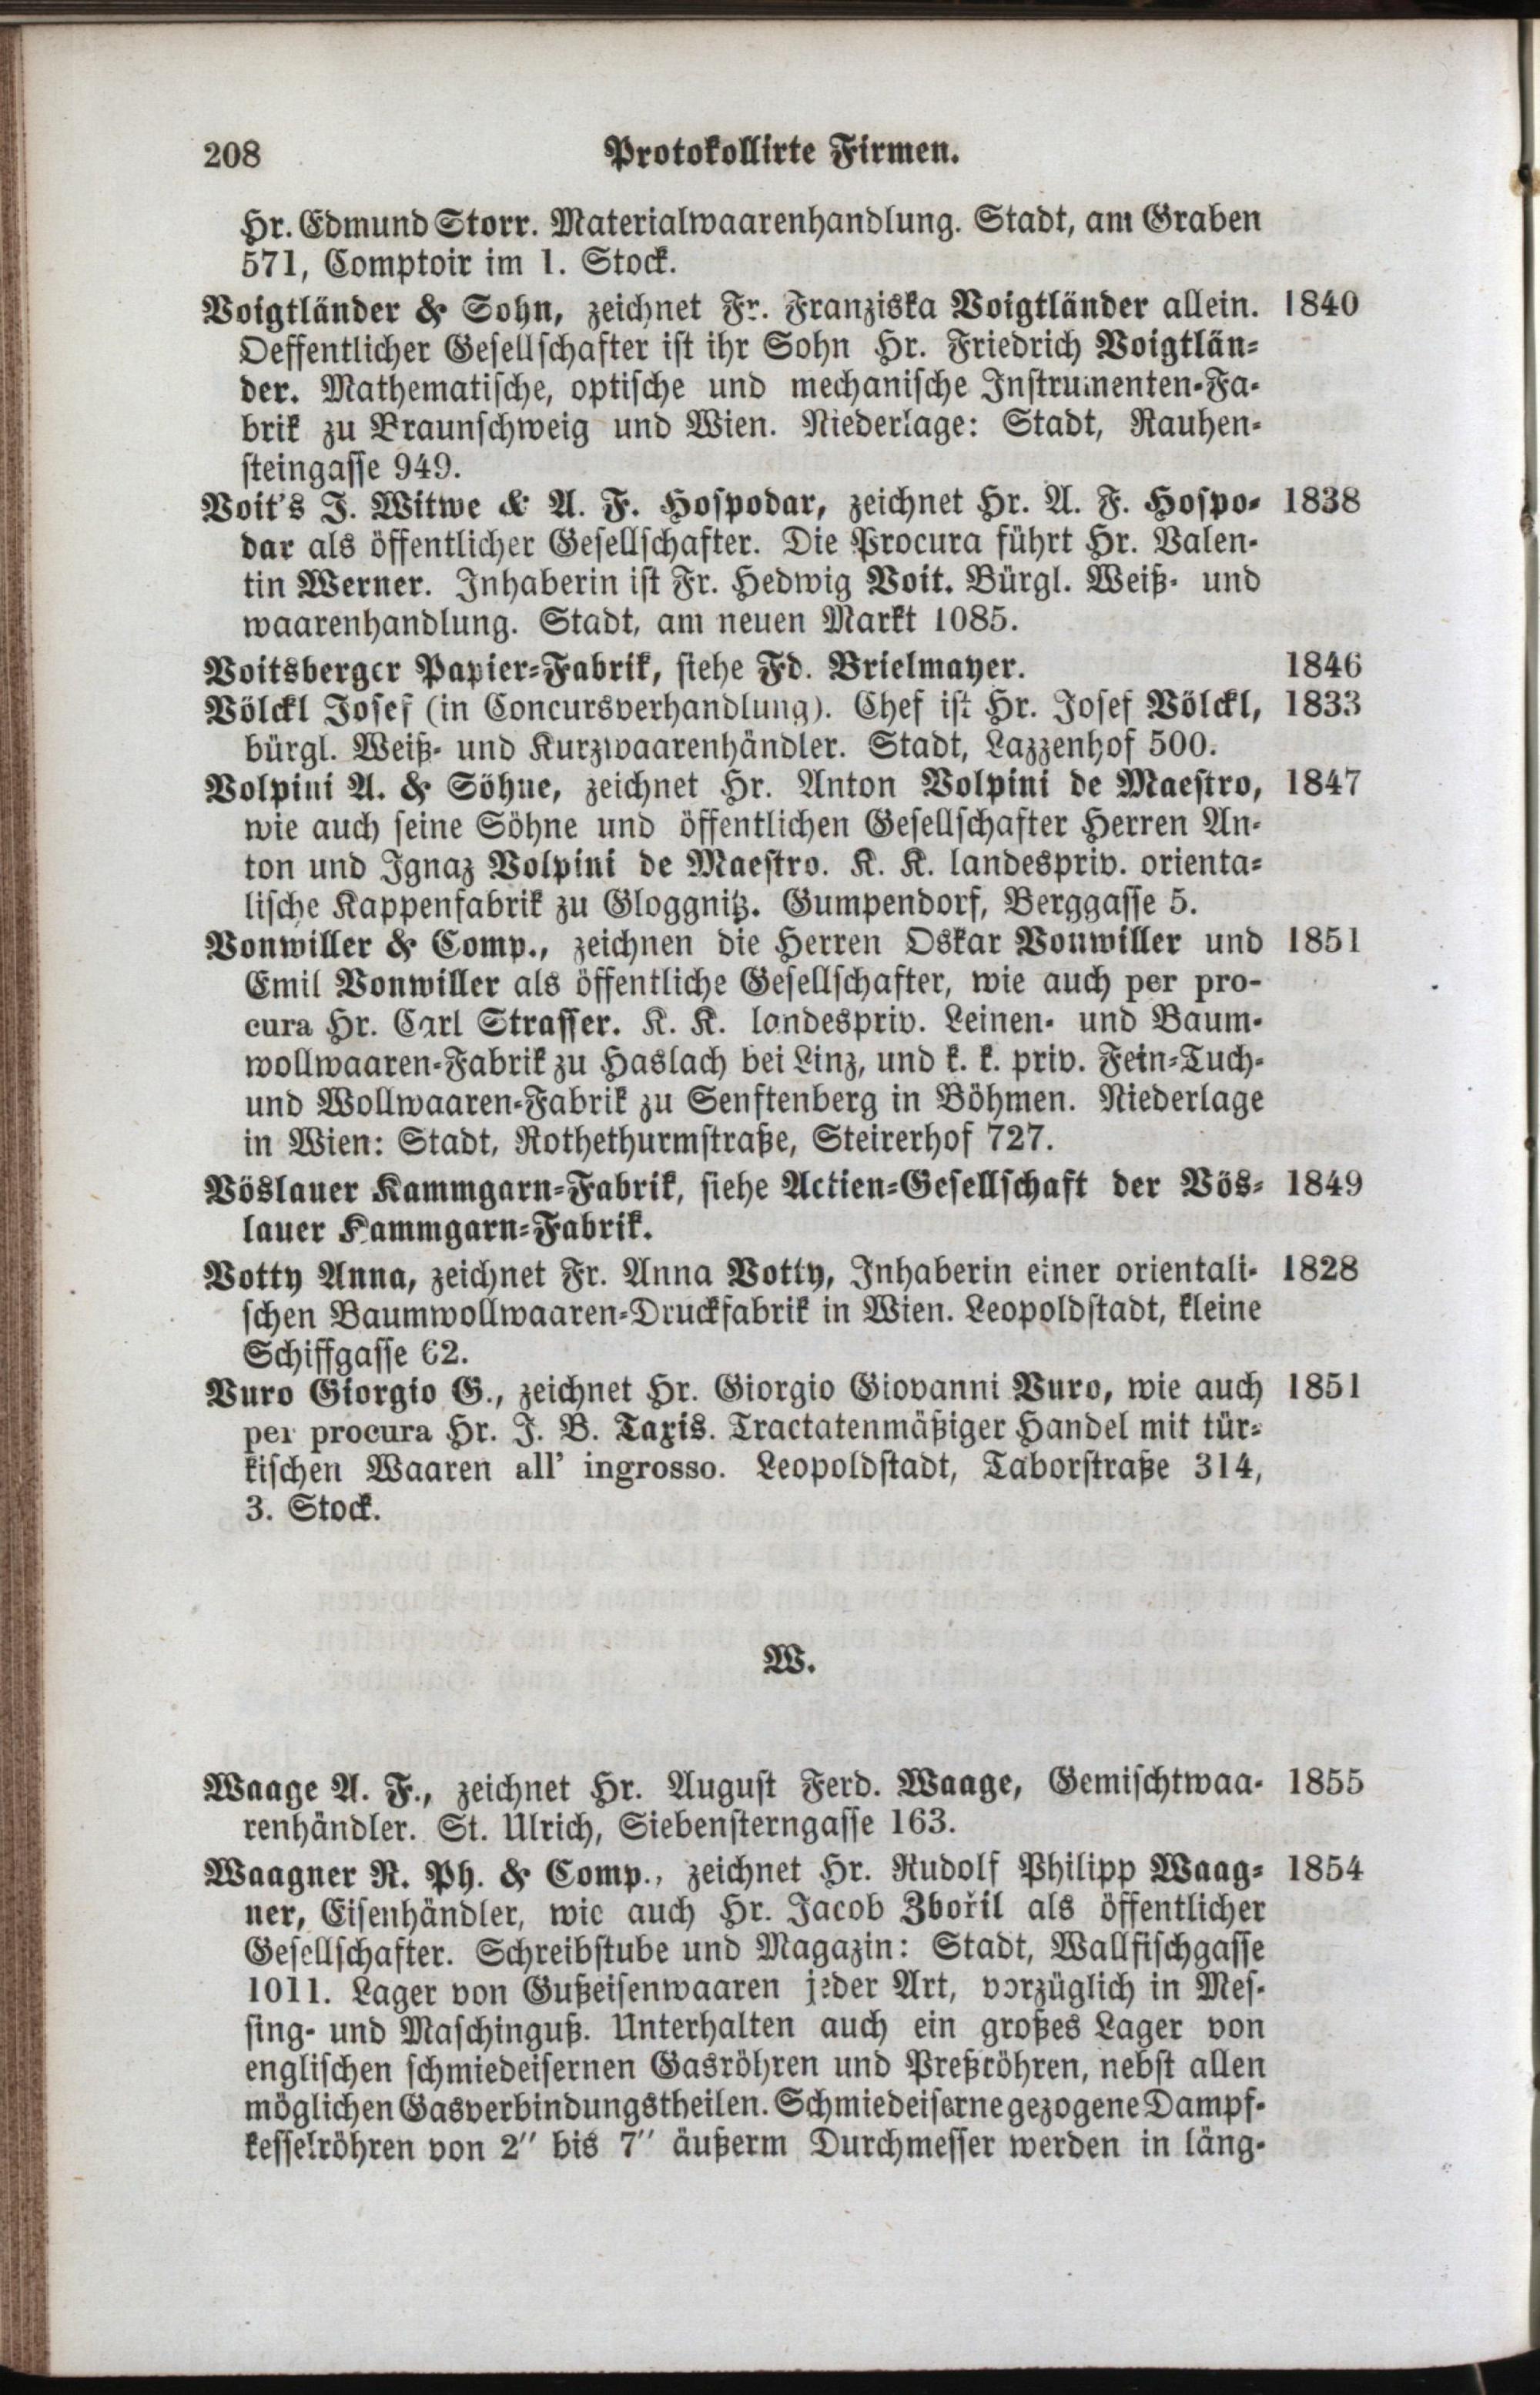 208 Protokollirte Firmen.
Hr. Edmund Storr. Materialwaarenhandlung. Stadt, am Graben
571, Comptoir im 1. Stock.
Voigtländer & Sohn, zeichnet Fr. Franziska Voigtländer allein. 1840
Oeffentlicher Gesellschafter ist ihr Sohn Hr. Friedrich Voigtlän-
der. Mathematische, optische und mechanische Instrumenten-Fa-
brik zu Braunschweig und Wien. Niederlage: Stadt, Rauhen-
steingasse 949.
Voit's J. Witwe & A. F. Hospodar, zeichnet Hr. A. F. Hospo- 1838
dar als öffentlicher Gesellschafter. Die Procura führt Hr. Valen-
tin Werner. Inhaberin ist Fr. Hedwig Voit. Bürgl. Weiß- und
waarenhandlung. Stadt, am neuen Markt 1085.
Voitsberger Papier-Fabrik, siehe Fd. Brielmayer. 1846
Völckl Josef (in Concursverhandlung). Chef ist Hr. Josef Völckl, 1833
bürgl. Weiß- und Kurzwaarenhändler. Stadt, Lazzenhof 500.
Volpini A. & Söhne, zeichnet Hr. Anton Volpini de Maestro, 1847
wie auch seine Söhne und öffentlichen Gesellschafter Herren An-
ton und Ignaz Volpini de Maestro. K. K. landespriv. orienta-
lische Kappenfabrik zu Gloggnitz. Gumpendorf, Berggasse 5.
Vonwiller & Comp., zeichnen die Herren Oskar Vonwiller und 1851
Emil Vonwiller als öffentliche Gesellschafter, wie auch per pro-
cura Hr. Carl Strasser. K. K. landespriv. Leinen- und Baum-
wollwaaren-Fabrik zu Haslach bei Linz, und k. k. priv. Fein-Tuch-
und Wollwaaren-Fabrik zu Senftenberg in Böhmen. Niederlage
in Wien: Stadt, Rothethurmstraße, Steirerhof 727.
Vöslauer Kammgarn-Fabrik, siehe Actien-Gesellschaft der Vös- 1849
lauer Kammgarn-Fabrik.
Votty Anna, zeichnet Fr. Anna Votty, Inhaberin einer orientali- 1828
schen Baumwollwaaren-Druckfabrik in Wien. Leopoldstadt, kleine
Schiffgasse 62.
Vuro Giorgio G., zeichnet Hr. Giorgio Giovanni Vuro, wie auch 1851
per procura Hr. J. B. Taxis. Tractatenmäßiger Handel mit tür-
kischen Waaren all' ingrosso. Leopoldstadt, Taborstraße 314,
3. Stock.
W.
Waage A. F., zeichnet Hr. August Ferd. Waage, Gemischtwaa- 1855
renhändler. St. Ulrich, Siebensterngasse 163.
Waagner R. Ph. & Comp., zeichnet Hr. Rudolf Philipp Waag- 1854
ner, Eisenhändler, wie auch Hr. Jacob Zbořil als öffentlicher
Gesellschafter. Schreibstube und Magazin: Stadt, Wallfischgasse
1011. Lager von Gußeisenwaaren jeder Art, vorzüglich in Mes-
sing- und Maschinguß. Unterhalten auch ein großes Lager von
englischen schmiedeisernen Gasröhren und Preßröhren, nebst allen
möglichen Gasverbindungstheilen. Schmiedeiserne gezogene Dampf-
kesselröhren von 2" bis 7" äußerm Durchmesser werden in läng-